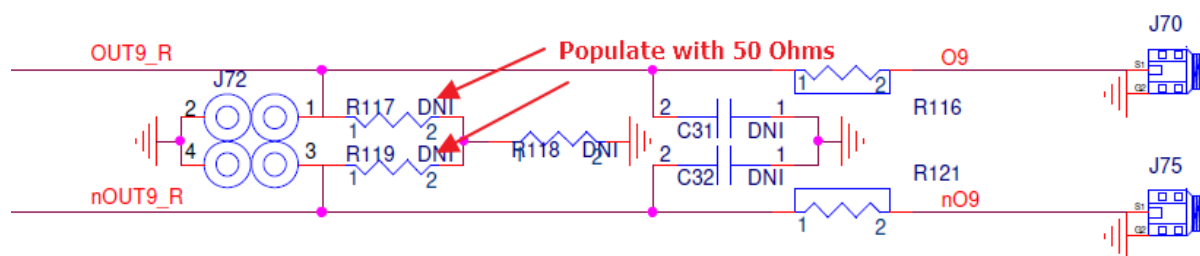 J70
OUT9_R
Populate with 50 Ohms
O9
S1
G2
J72
2
1
R117
DNI
1
2
2
1
C31
DNI
1
2
R116
R118
2
DNI
4
3
R119
DNI
1
2
2
1
C32
DNI
R121
J75
nOUT9_R
nO9
S1
G2
1
2